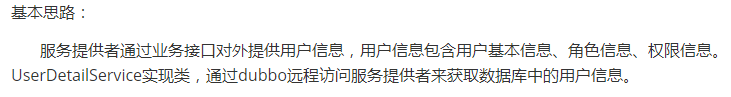 基本思路：
服务提供者通过业务接口对外提供用户信息，用户信息包含用户基本信息、角色信息、权限信息。
UserDetailService实现类，通过dubbo远程访问服务提供者来获取数据库中的用户信息。